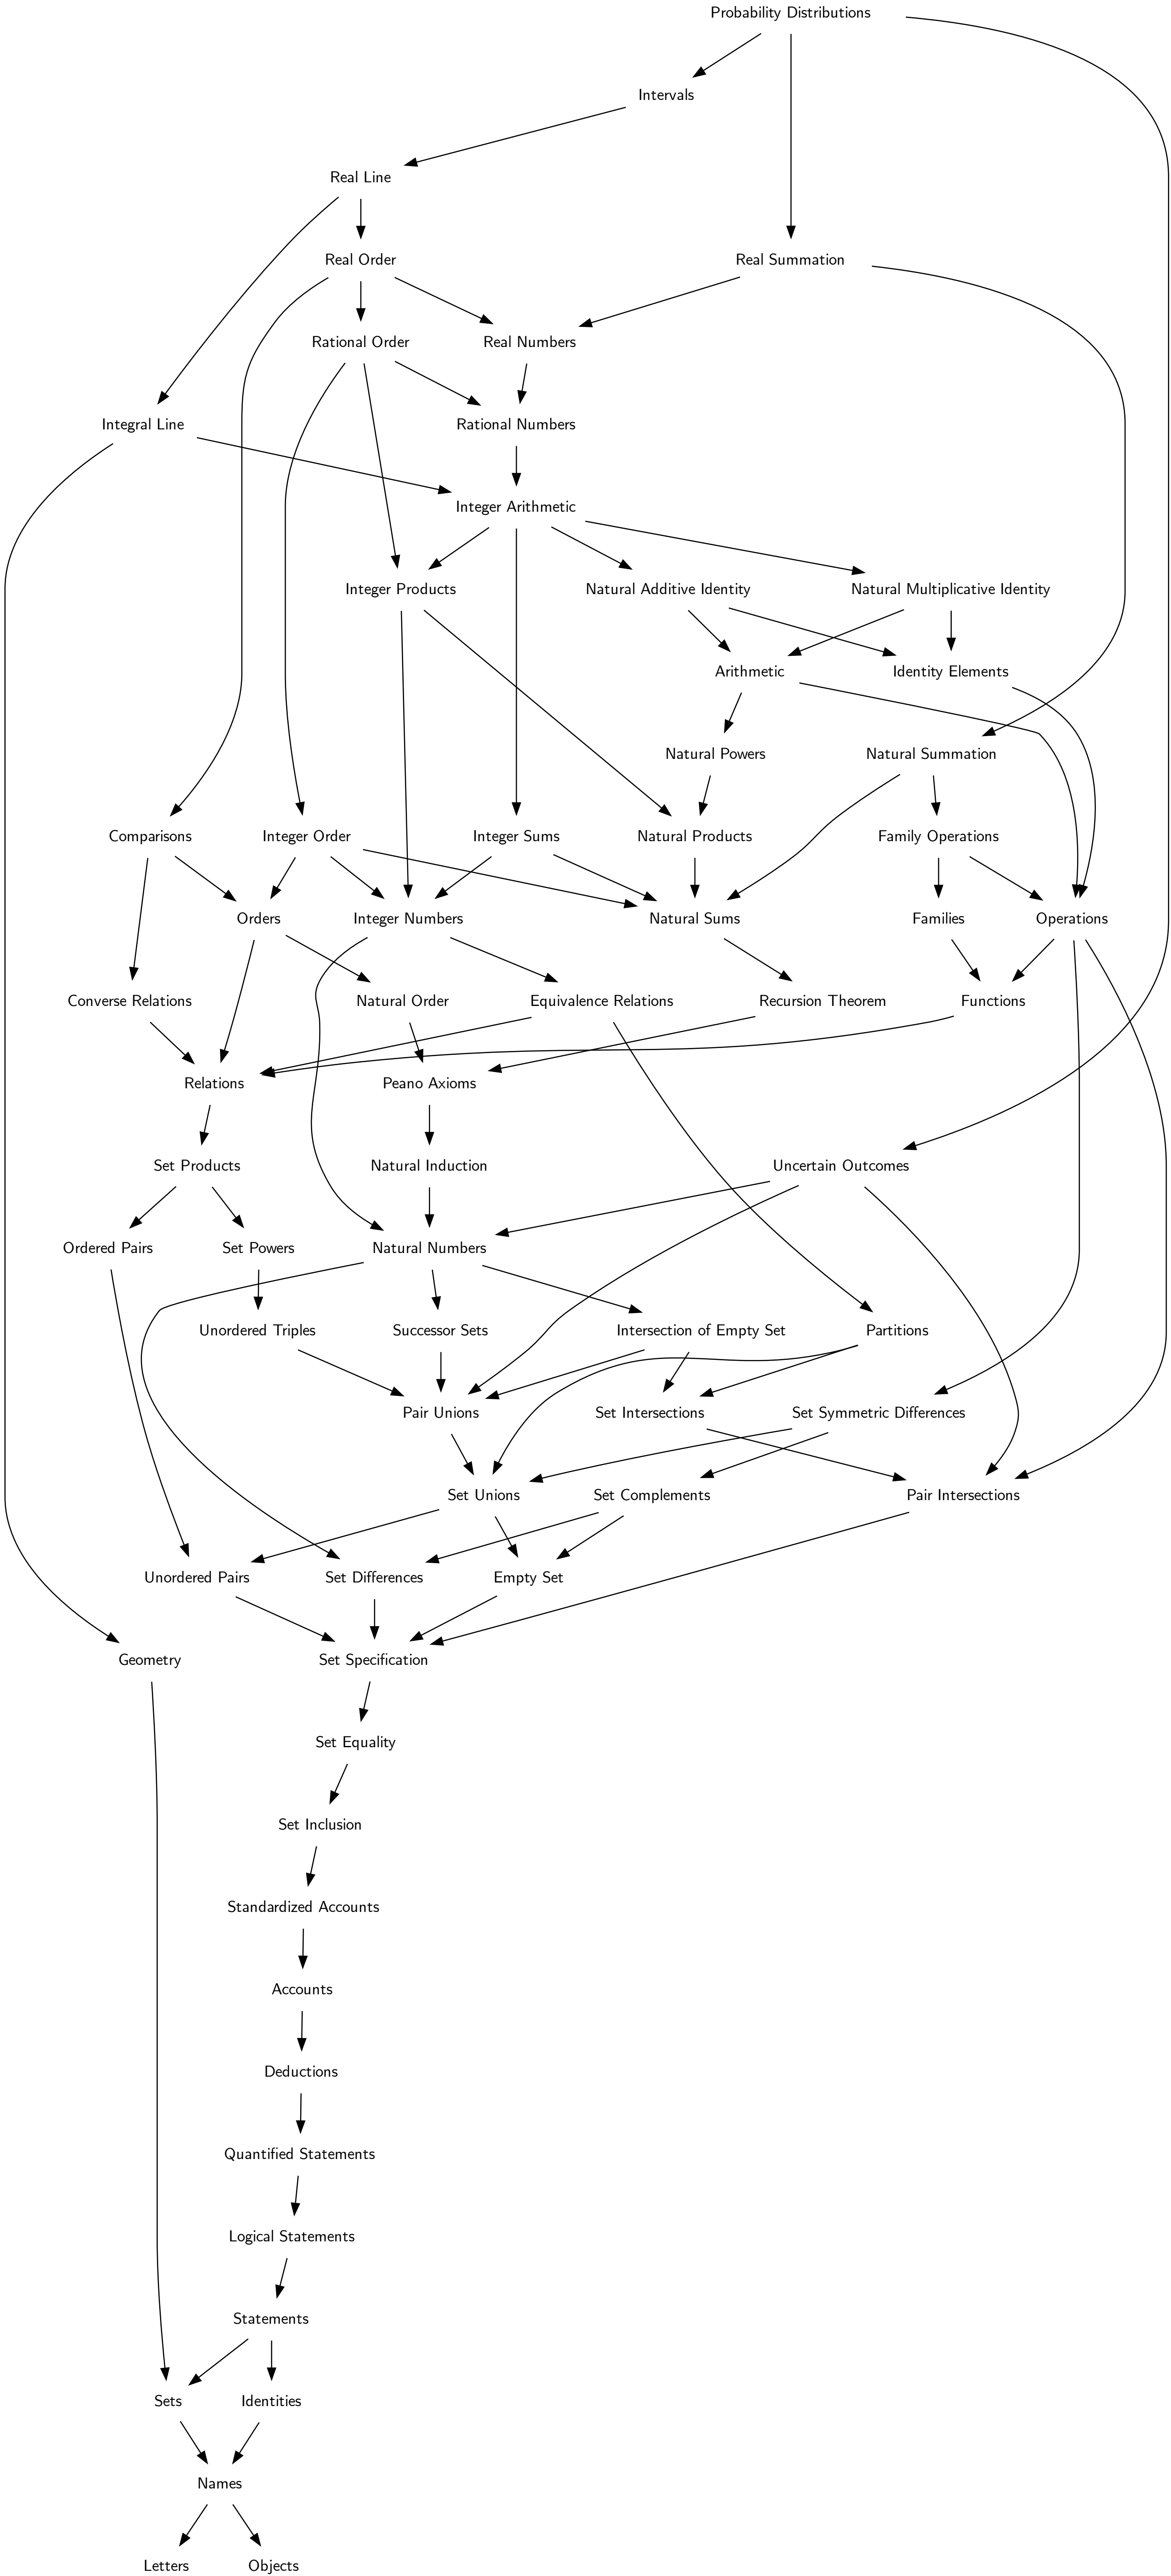 Probability Distributions
Intervals
Real Line
Real Order
Real Summation
Rational Order
Real Numbers
Integral Line
Rational Numbers
Integer Arithmetic
Integer Products
Natural Additive Identity
Natural Multiplicative Identity
Arithmetic
Identity Elements
Natural Powers
Natural Summation
Comparisons
Integer Order
Integer Sums
Natural Products
Family Operations
Orders
Integer Numbers
Natural Sums
Families
Operations
Converse Relations
Natural Order
Equivalence Relations
Recursion Theorem
Functions
Relations
Peano Axioms
Set Products
Natural Induction
Uncertain Outcomes
Ordered Pairs
Set Powers
Natural Numbers
Unordered Triples
Successor Sets
Intersection of Empty Set
Partitions
Pair Unions
Set Intersections
Set Symmetric Differences
Set Unions
Set Complements
Pair Intersections
Unordered Pairs
Set Differences
Empty Set
Geometry
Set Specification
Set Equality
Set Inclusion
Standardized Accounts
Accounts
Deductions
Quantified Statements
Logical Statements
Statements
Sets
Identities
Names
Letters
Objects